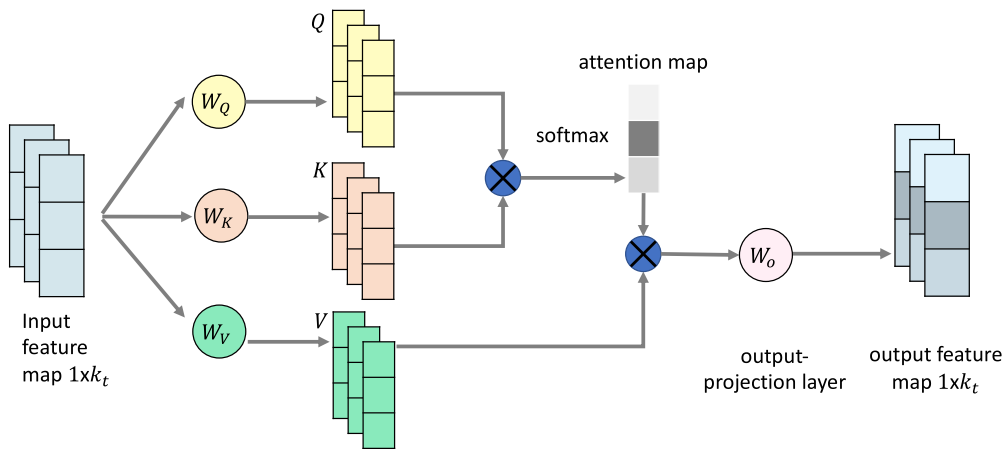 Q
attention map
W_Q
softmax
K
W_K
W_o
Input
feature
map 1xk_t
V
W_V
output-
projection layer
output feature
map 1xk_t